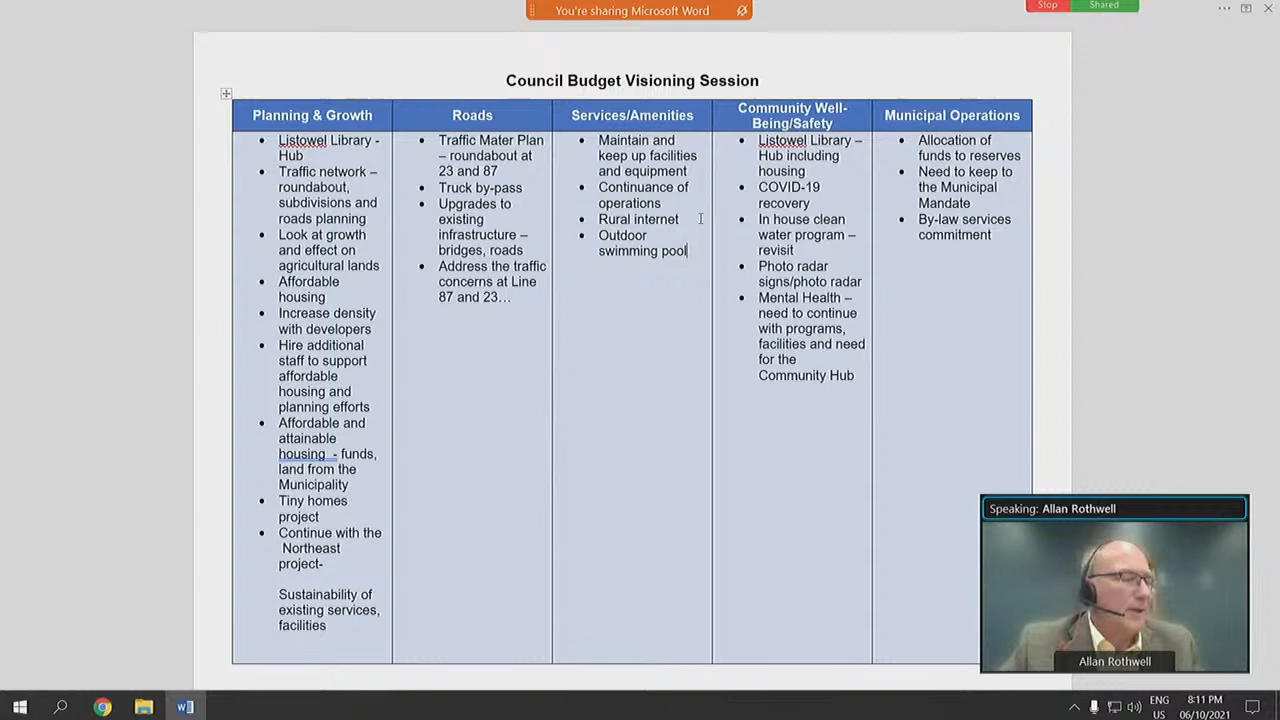 You're sharing Microsoft Word
Stop
Shared
Council Budget Visioning Session
Planning & Growth
• Listowel Library -
Hub
• Traffic network –
roundabout,
subdivisions and
roads planning
• Look at growth
and effect on
agricultural lands
• Affordable
housing
• Increase density
with developers
• Hire additional
staff to support
affordable
housing and
planning efforts
• Affordable and
attainable
housing - funds,
land from the
Municipality
• Tiny homes
project
• Continue with the
Northeast
project-
Sustainability of
existing services,
facilities
Roads
• Traffic Mater Plan
– roundabout at
23 and 87
• Truck by-pass
• Upgrades to
existing
infrastructure –
bridges, roads
• Address the traffic
concerns at Line
87 and 23…
Services/Amenities
• Maintain and
keep up facilities
and equipment
• Continuance of
operations
• Rural internet
• Outdoor
swimming pool
Community Well-
Being/Safety
• Listowel Library –
Hub including
housing
• COVID-19
recovery
• In house clean
water program –
revisit
• Photo radar
signs/photo radar
• Mental Health –
need to continue
with programs,
facilities and need
for the
Community Hub
Municipal Operations
• Allocation of
funds to reserves
• Need to keep to
the Municipal
Mandate
• By-law services
commitment
Speaking: Allan Rothwell
Allan Rothwell
ENG
US
8:11 PM
06/10/2021